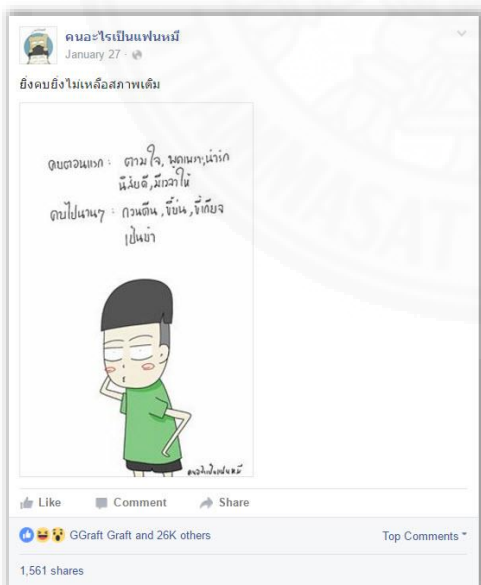 คนอะไรเป็นแฟนหมี
January 27
ยิ่งคบยิ่งไม่เหลือสภาพเดิม
คบตอนแรก : ตามใจ, พูดเพราะ, น่ารัก
นิสัยดี, มีเวลาให้
คบไปนานๆ : กวนตีน, ขี้บ่น, ขี้เกียจ
เป็นบ้า
คนอะไรเป็นแฟนหมี
Like Comment Share
GGraft Graft and 26K others Top Comments
1,561 shares